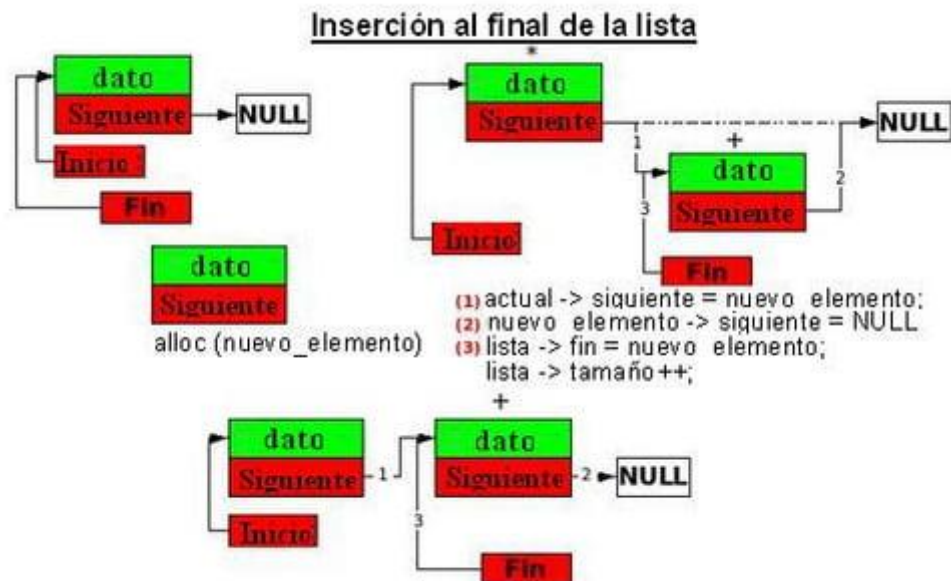 Inserción al final de la lista
dato
Siguiente
NULL
Inicio
Fin
dato
Siguiente
alloc (nuevo_elemento)
*
dato
Siguiente
NULL
1
+
dato
Siguiente
2
3
Inicio
Fin
(1) actual -> siguiente = nuevo elemento;
(2) nuevo elemento -> siguiente = NULL
(3) lista -> fin = nuevo elemento;
lista -> tamaño++;
+
dato
Siguiente
1
dato
Siguiente
2
NULL
3
Inicio
Fin